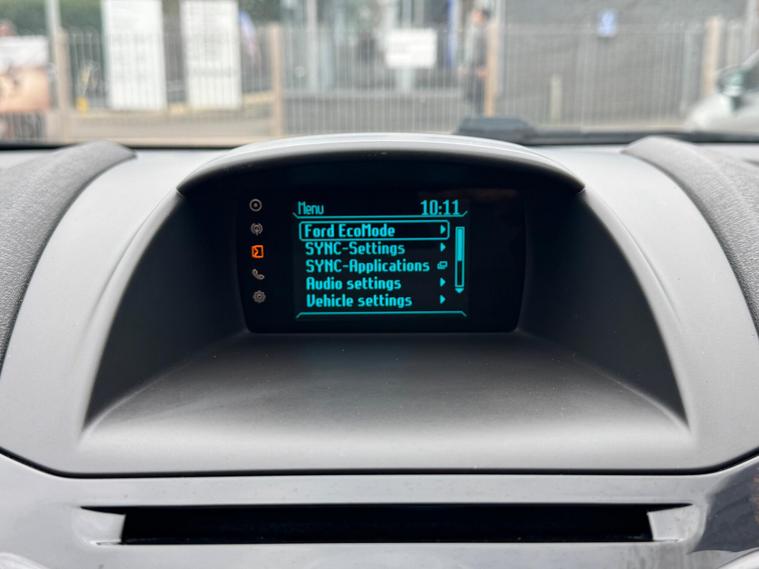 Menu 10:11
Ford EcoMode
SYNC-Settings
SYNC-Applications
Audio settings
Vehicle settings